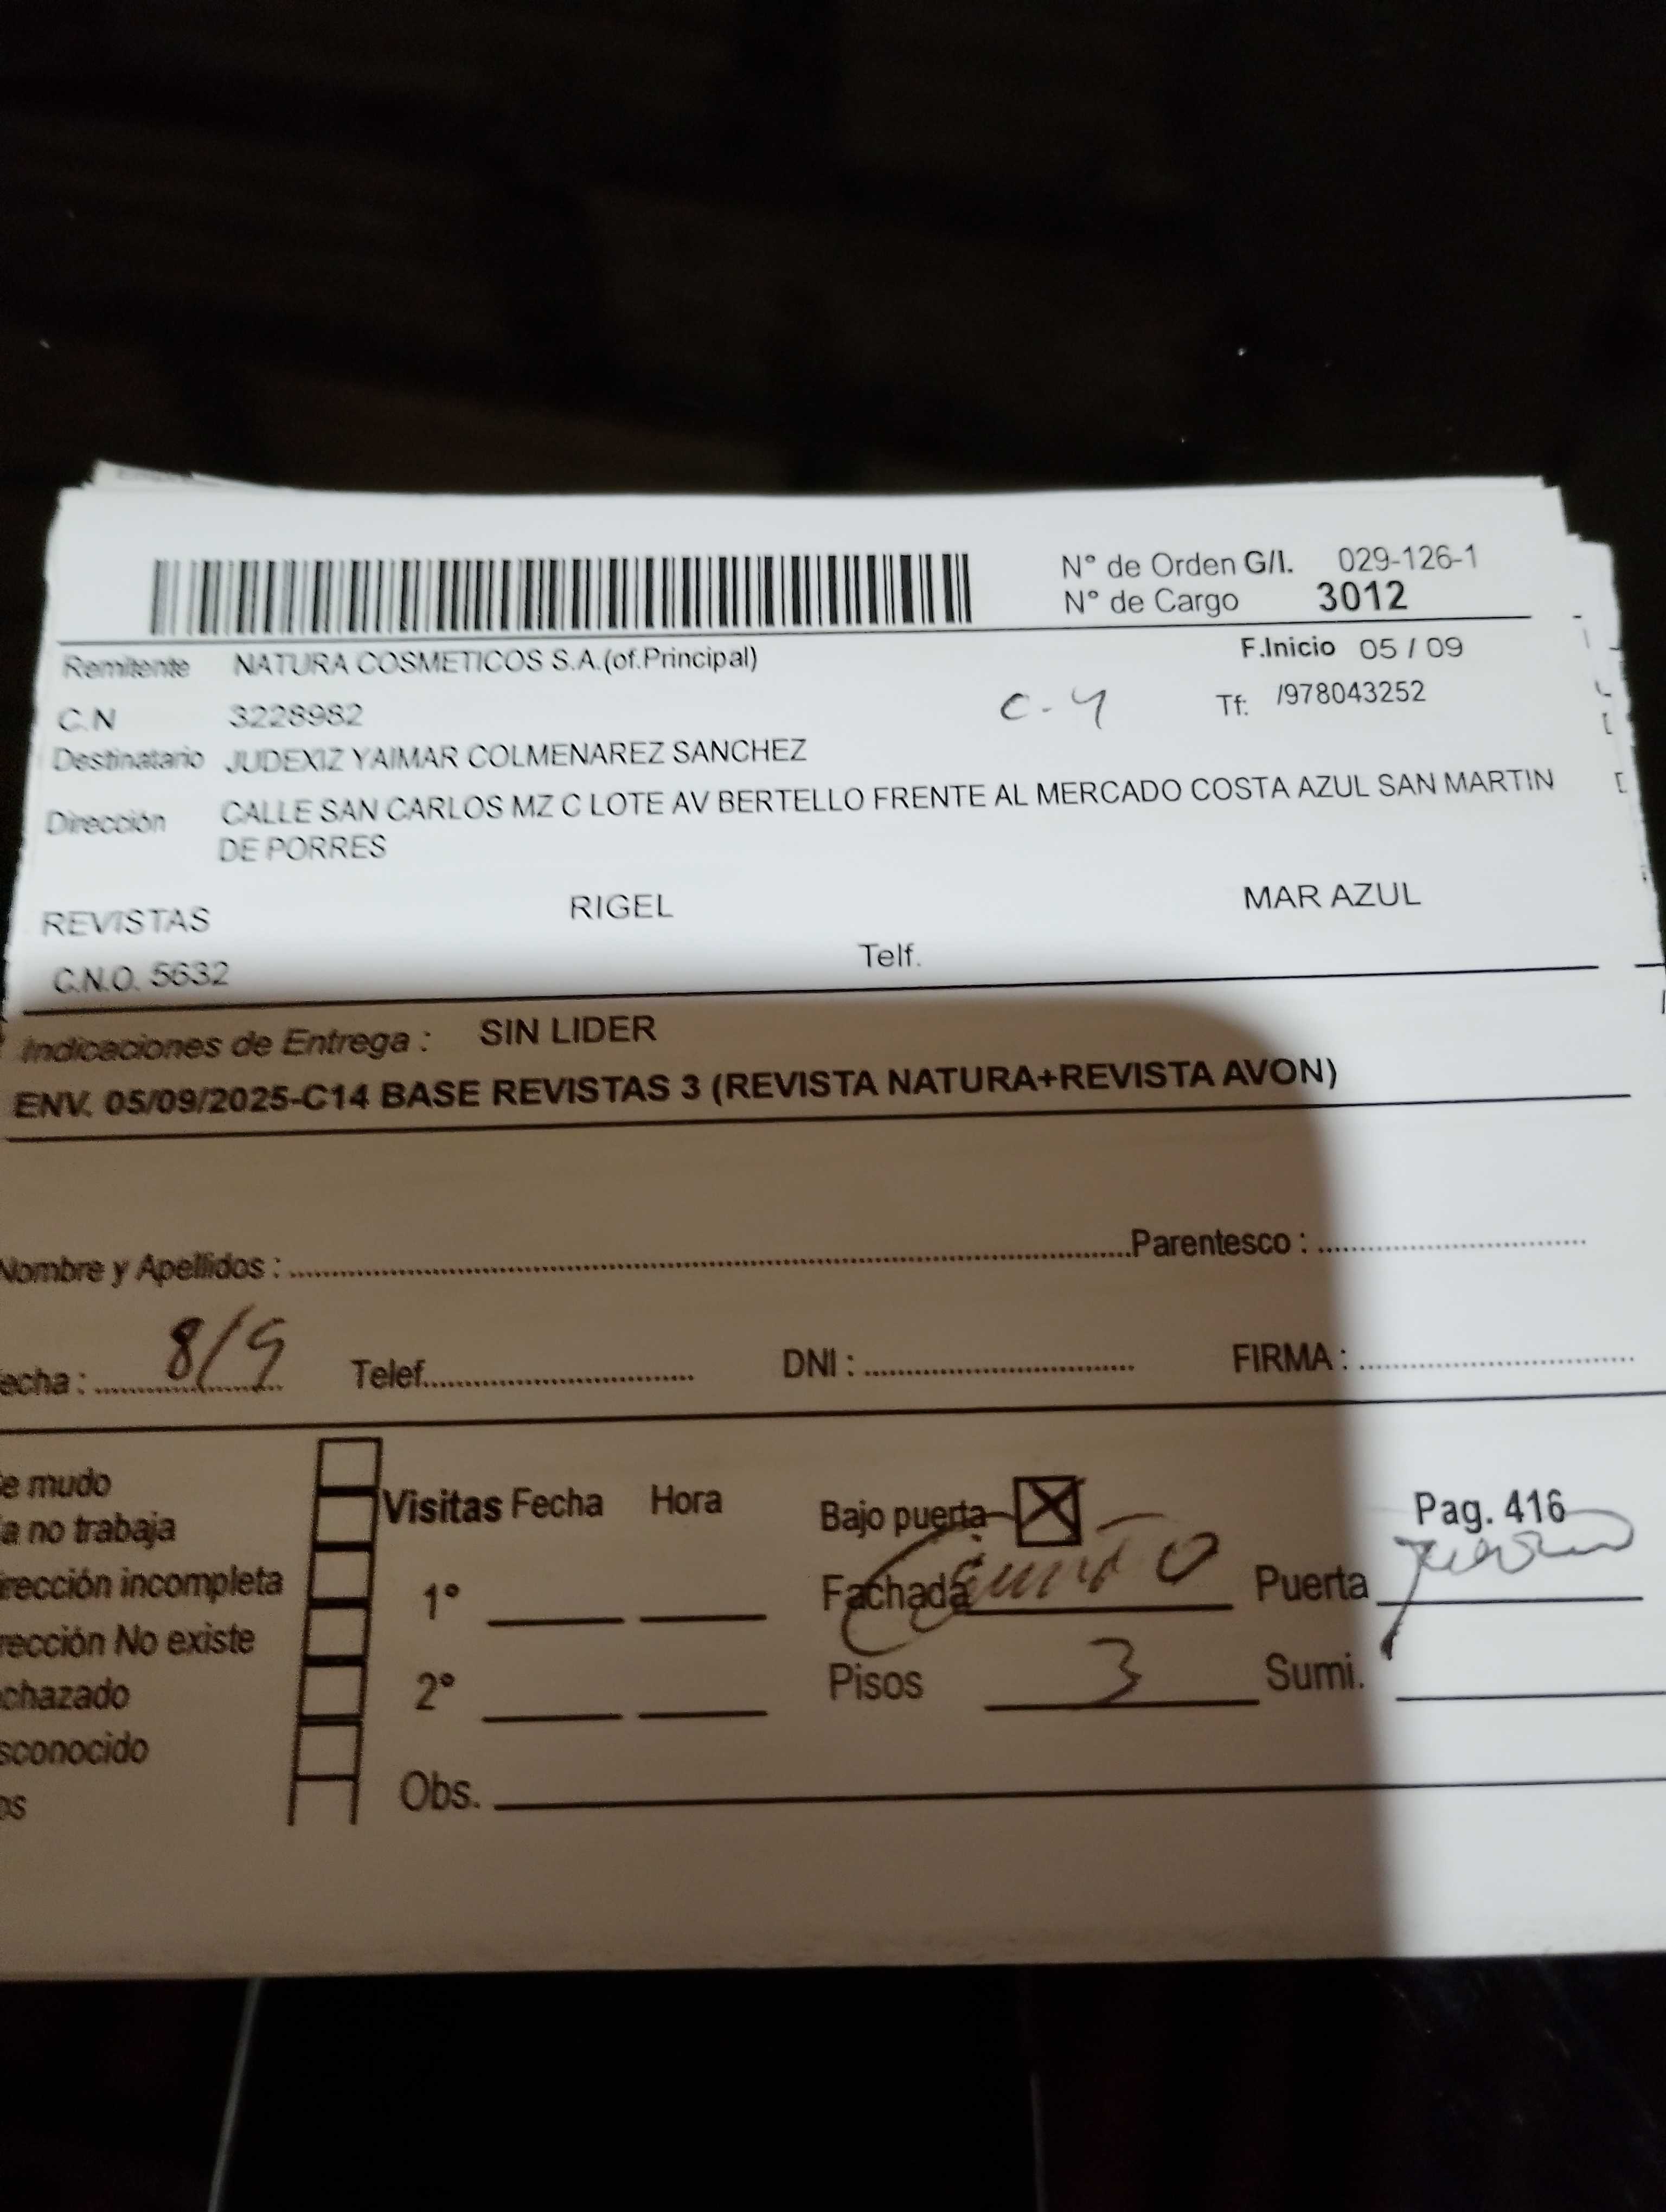 N° de Orden G/I. 029-126-1
N° de Cargo 3012
Remitente NATURA COSMETICOS S.A.(of.Principal)
F.Inicio 05 / 09
C.N 3228982
C-4
Tf: /978043252
Destinatario JUDEXIZ YAIMAR COLMENAREZ SANCHEZ
Dirección CALLE SAN CARLOS MZ C LOTE AV BERTELLO FRENTE AL MERCADO COSTA AZUL SAN MARTIN
DE PORRES
REVISTAS RIGEL MAR AZUL
C.N.O. 5632 Telf.
Indicaciones de Entrega : SIN LIDER
ENV. 05/09/2025-C14 BASE REVISTAS 3 (REVISTA NATURA+REVISTA AVON)
Nombre y Apellidos : Parentesco :
echa : 8/9 Telef. DNI : FIRMA :
e mudo
a no trabaja
irección incompleta
rección No existe
chazado
sconocido
os
Visitas Fecha Hora
1°
2°
Obs.
Bajo puerta
Pag. 416
Fachada Puerta
Pisos 3 Sumi.